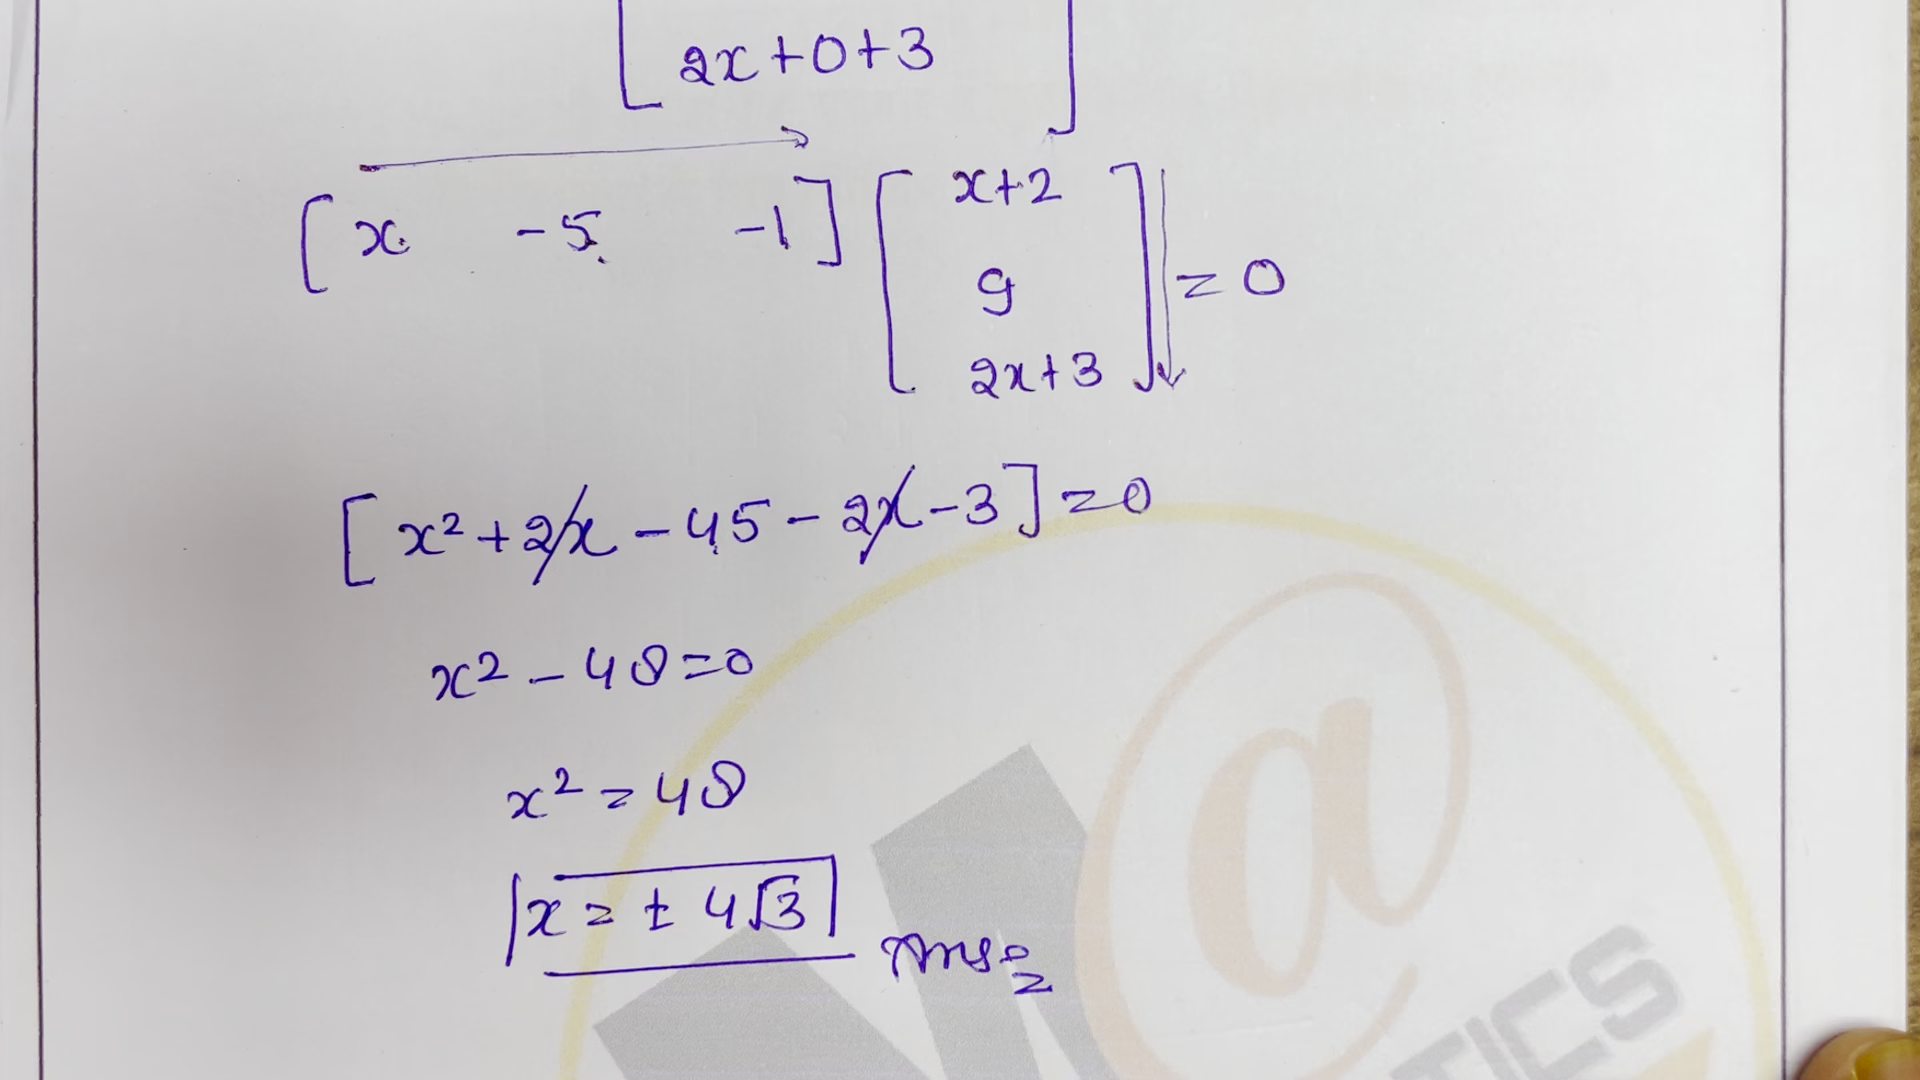 2x+0+3
[x -5 -1] [x+2
9
2x+3] = 0
[x²+2x-45-2x-3]=0
x²-48=0
x²=48
x=±4√3 Ans
@
TICS